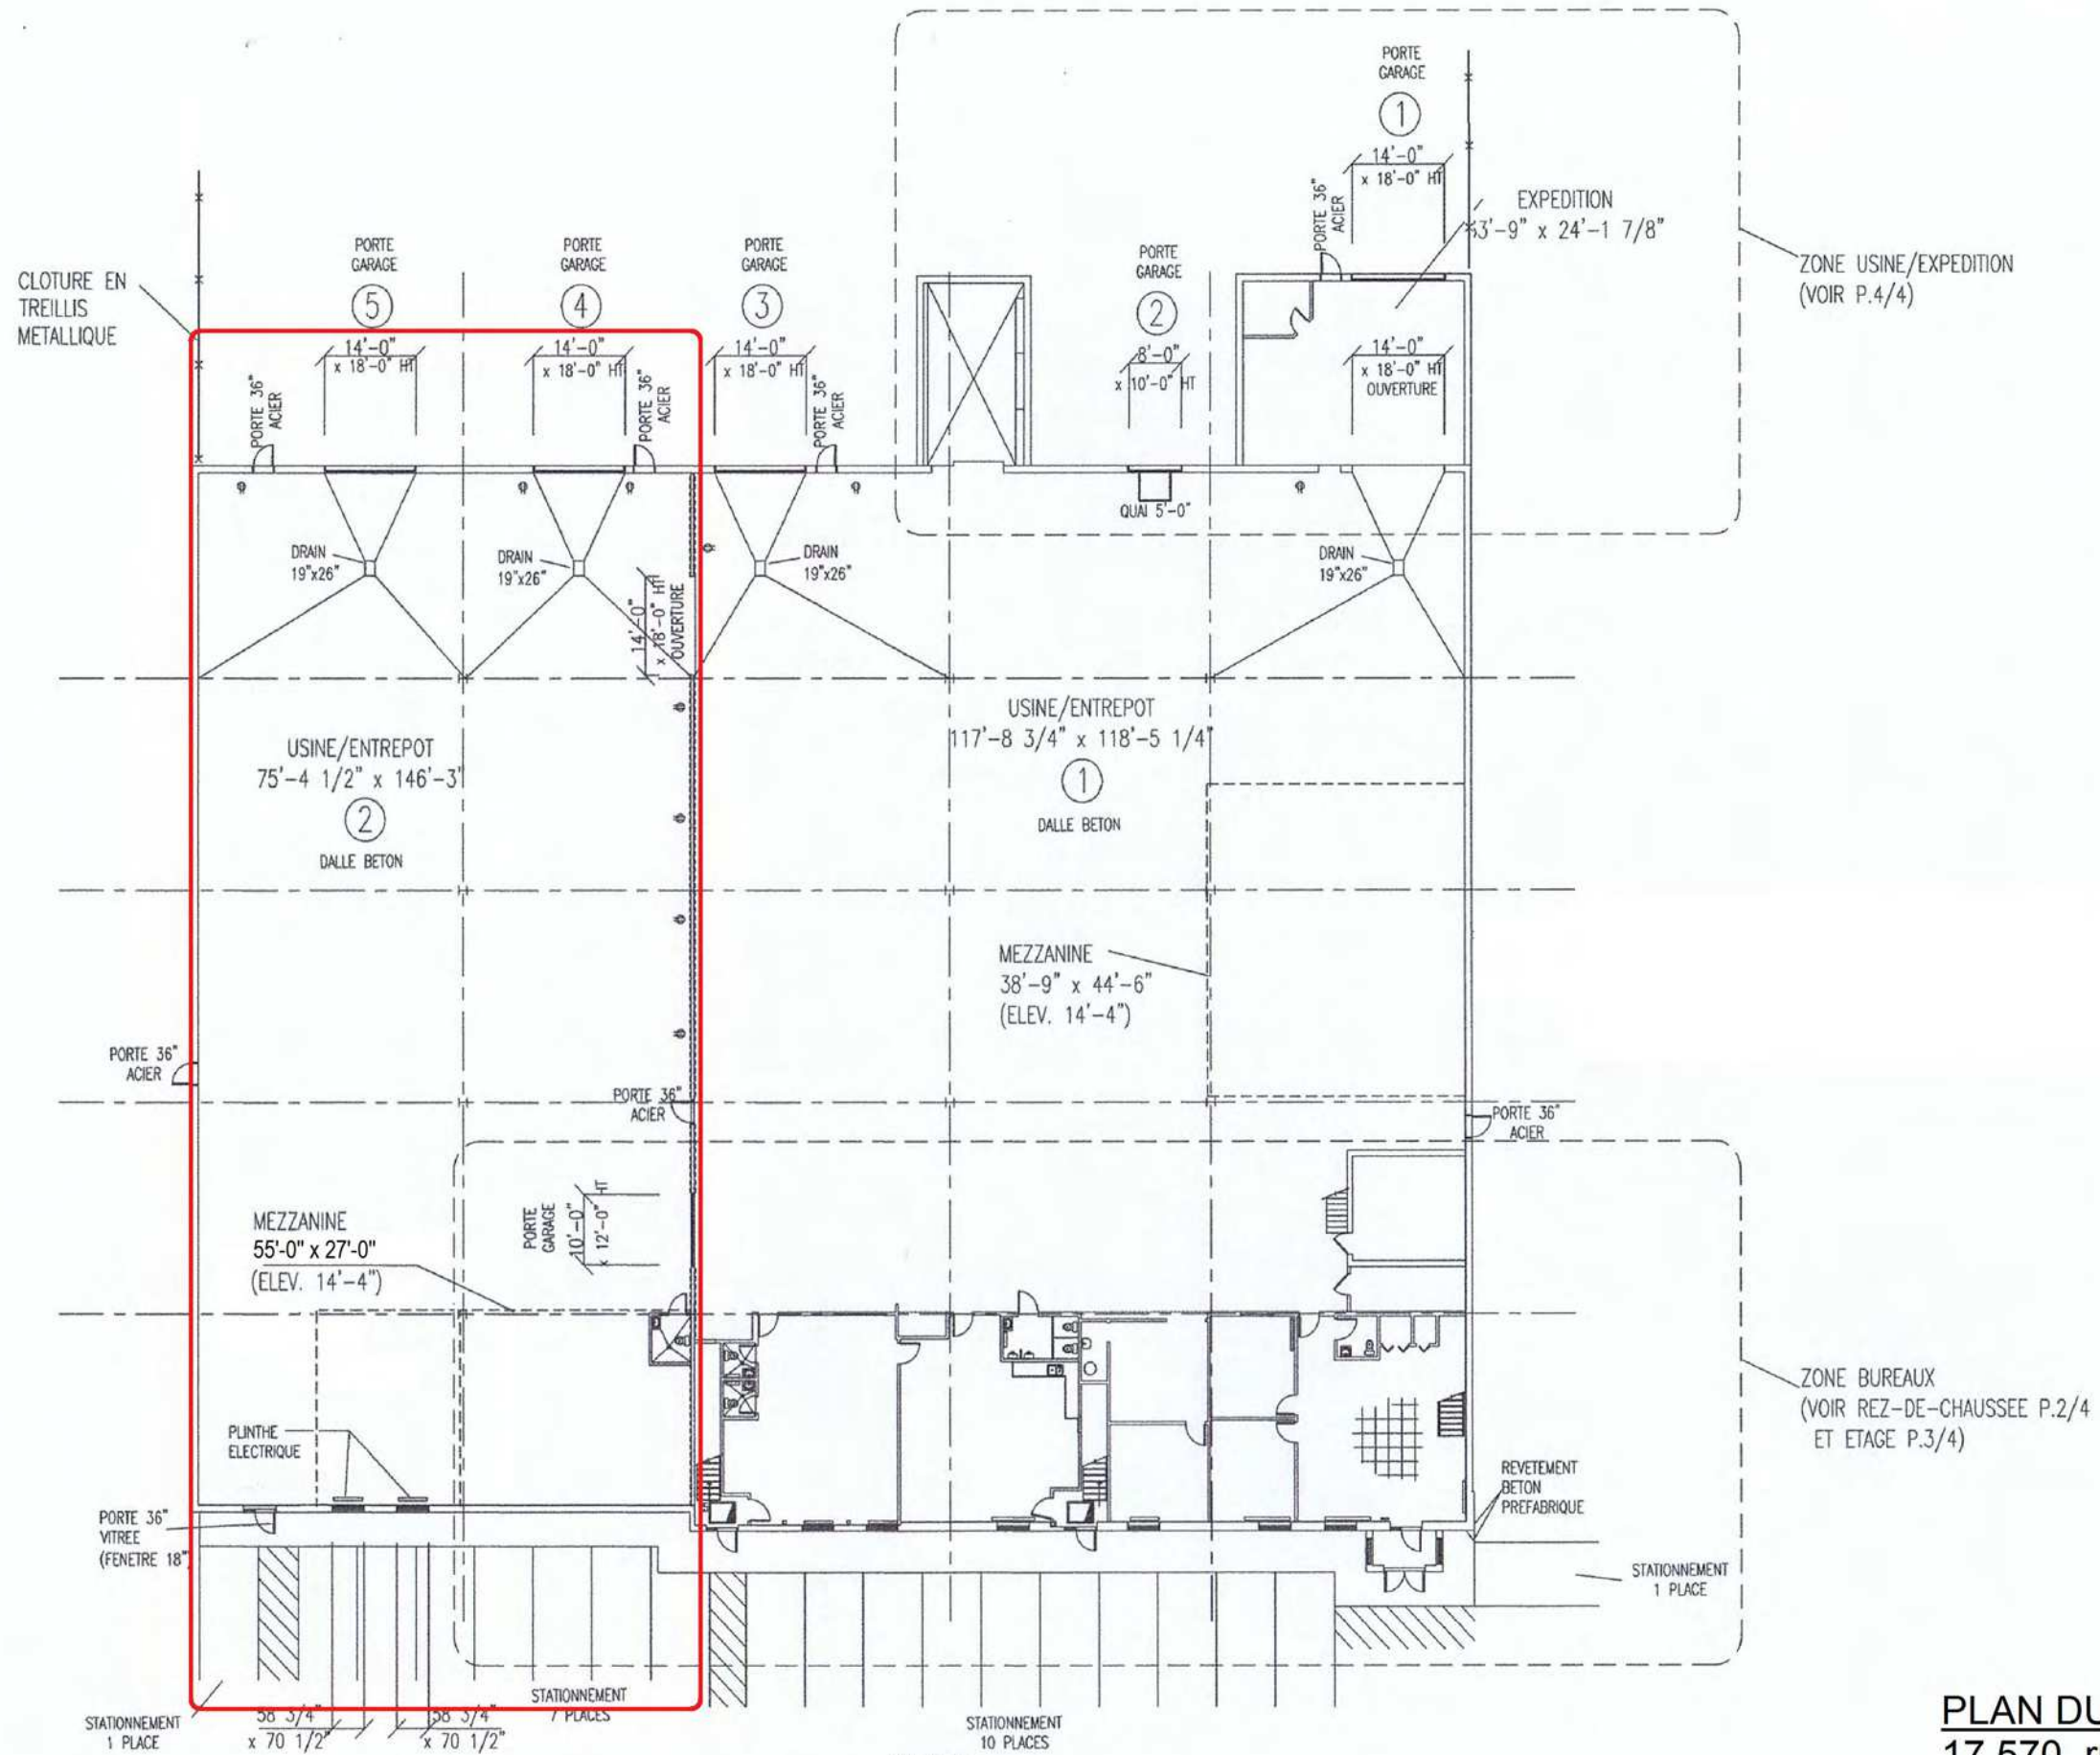 PORTE
GARAGE
1
14'-0"
x 18'-0" HT
PORTE 36"
ACIER
EXPEDITION
3'-9" x 24'-1 7/8"
ZONE USINE/EXPEDITION
(VOIR P.4/4)
CLOTURE EN
TREILLIS
METALLIQUE
PORTE
GARAGE
5
14'-0"
x 18'-0" HT
PORTE 36"
ACIER
PORTE
GARAGE
4
14'-0"
x 18'-0" HT
PORTE 36"
ACIER
PORTE
GARAGE
3
14'-0"
x 18'-0" HT
PORTE 36"
ACIER
PORTE
GARAGE
2
8'-0"
x 10'-0" HT
QUAI 5'-0"
14'-0"
x 18'-0" HT
OUVERTURE
DRAIN
19"x26"
DRAIN
19"x26"
DRAIN
19"x26"
DRAIN
19"x26"
14'-0"
x 18'-0" HT
OUVERTURE
USINE/ENTREPOT
75'-4 1/2" x 146'-3"
2
DALLE BETON
USINE/ENTREPOT
117'-8 3/4" x 118'-5 1/4"
1
DALLE BETON
MEZZANINE
38'-9" x 44'-6"
(ELEV. 14'-4")
PORTE 36"
ACIER
PORTE 36"
ACIER
PORTE 36"
ACIER
MEZZANINE
55'-0" x 27'-0"
(ELEV. 14'-4")
PORTE
GARAGE
10'-0"
x 12'-0" HT
PLINTHE
ELECTRIQUE
ZONE BUREAUX
(VOIR REZ-DE-CHAUSSEE P.2/4
ET ETAGE P.3/4)
REVETEMENT
BETON
PREFABRIQUE
PORTE 36"
VITREE
(FENETRE 18"
STATIONNEMENT
1 PLACE
STATIONNEMENT
1 PLACE
58 3/4"
x 70 1/2"
58 3/4"
x 70 1/2"
STATIONNEMENT
7 PLACES
STATIONNEMENT
10 PLACES
PLAN DU
17 570, r